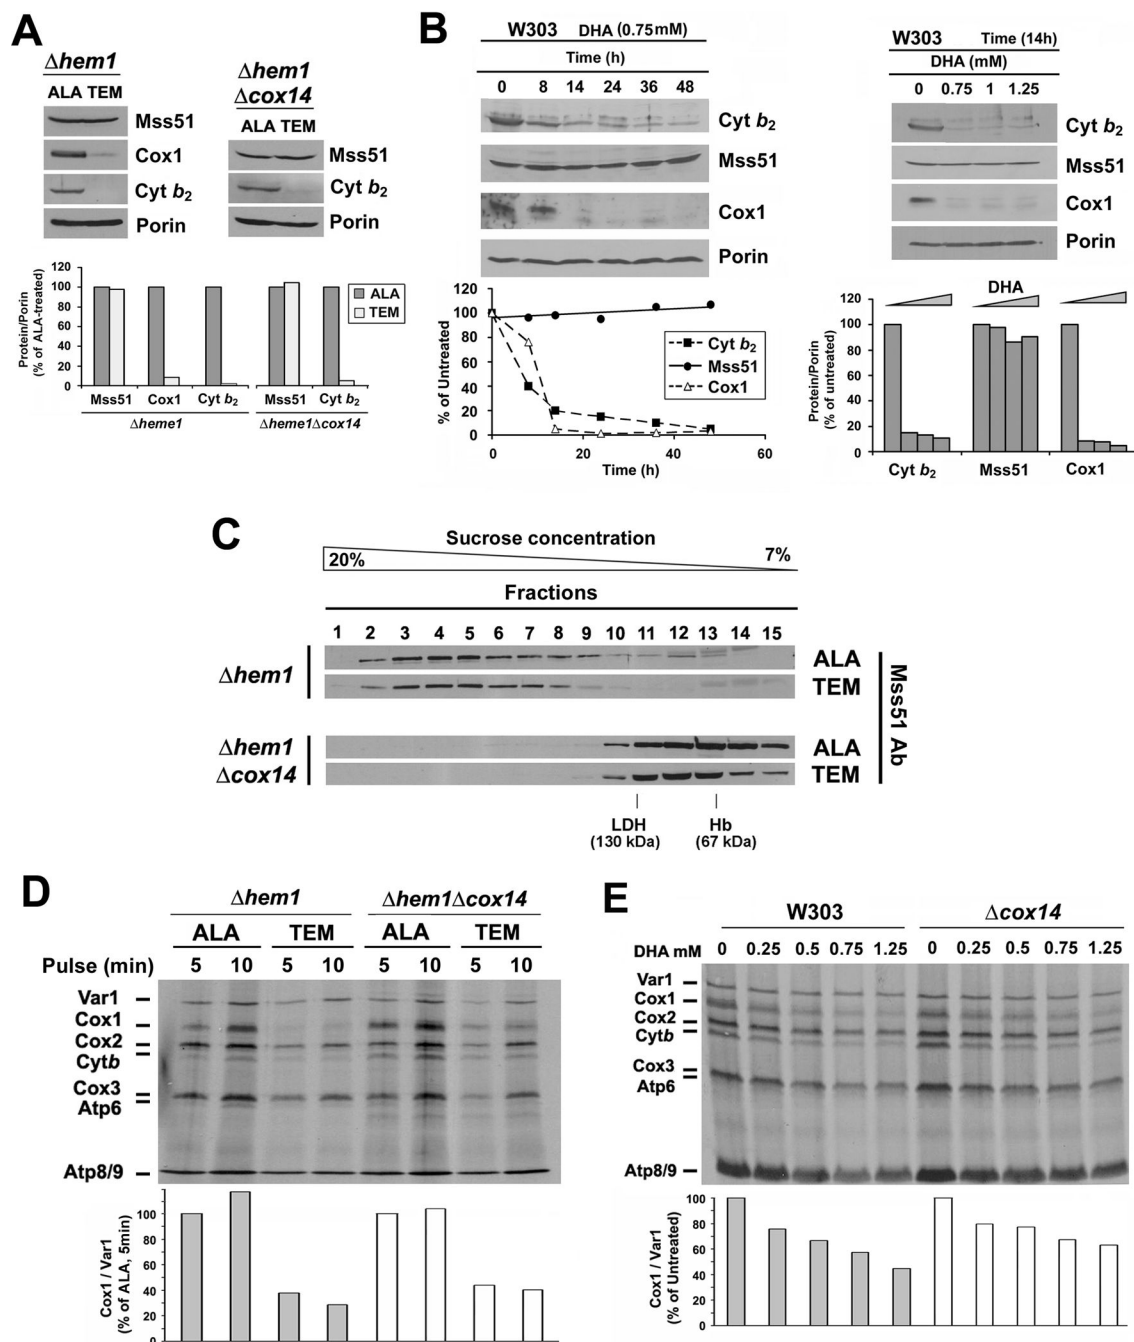 A
Δhem1
ALA TEM
Mss51
Cox1
Cyt b2
Porin
Δhem1
Δcox14
ALA TEM
Mss51
Cyt b2
Porin
Protein/Porin
(% of ALA-treated)
120
100
80
60
40
20
0
ALA
TEM
Mss51 Cox1 Cyt b2 Mss51 Cyt b2
Δheme1 Δheme1Δcox14
B
W303 DHA (0.75mM)
Time (h)
0 8 14 24 36 48
Cyt b2
Mss51
Cox1
Porin
% of Untreated
120
100
80
60
40
20
0
Cyt b2
Mss51
Cox1
0 20 40 60
Time (h)
W303 Time (14h)
DHA (mM)
0 0.75 1 1.25
Cyt b2
Mss51
Cox1
Porin
DHA
Protein/Porin
(% of untreated)
120
100
80
60
40
20
0
Cyt b2 Mss51 Cox1
C
Sucrose concentration
20% 7%
Fractions
1 2 3 4 5 6 7 8 9 10 11 12 13 14 15
Δhem1
ALA
TEM
Δhem1
Δcox14
ALA
TEM
Mss51 Ab
LDH
(130 kDa)
Hb
(67 kDa)
D
Δhem1 Δhem1Δcox14
ALA TEM ALA TEM
Pulse (min) 5 10 5 10 5 10 5 10
Var1
Cox1
Cox2
Cytb
Cox3
Atp6
Atp8/9
Cox1 / Var1
(% of ALA, 5min)
100
80
60
40
20
0
E
W303 Δcox14
DHA mM 0 0.25 0.5 0.75 1.25 0 0.25 0.5 0.75 1.25
Var1
Cox1
Cox2
Cytb
Cox3
Atp6
Atp8/9
Cox1 / Var1
(% of Untreated)
100
80
60
40
20
0